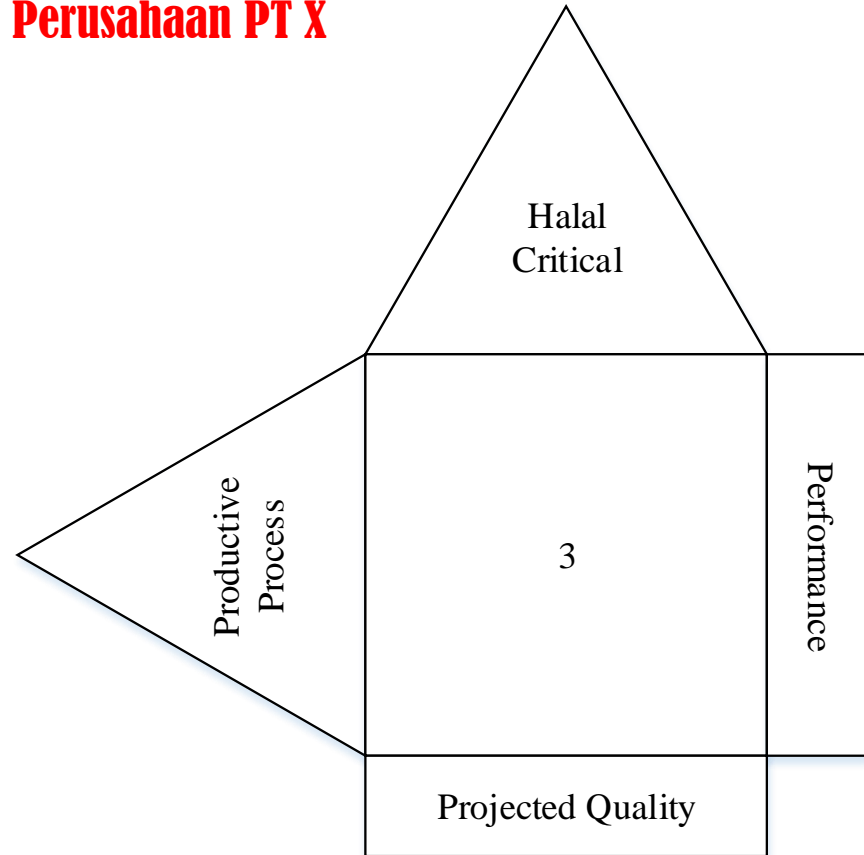 Perusahaan PT X
Halal
Critical
Productive
Process
3
Performance
Projected Quality